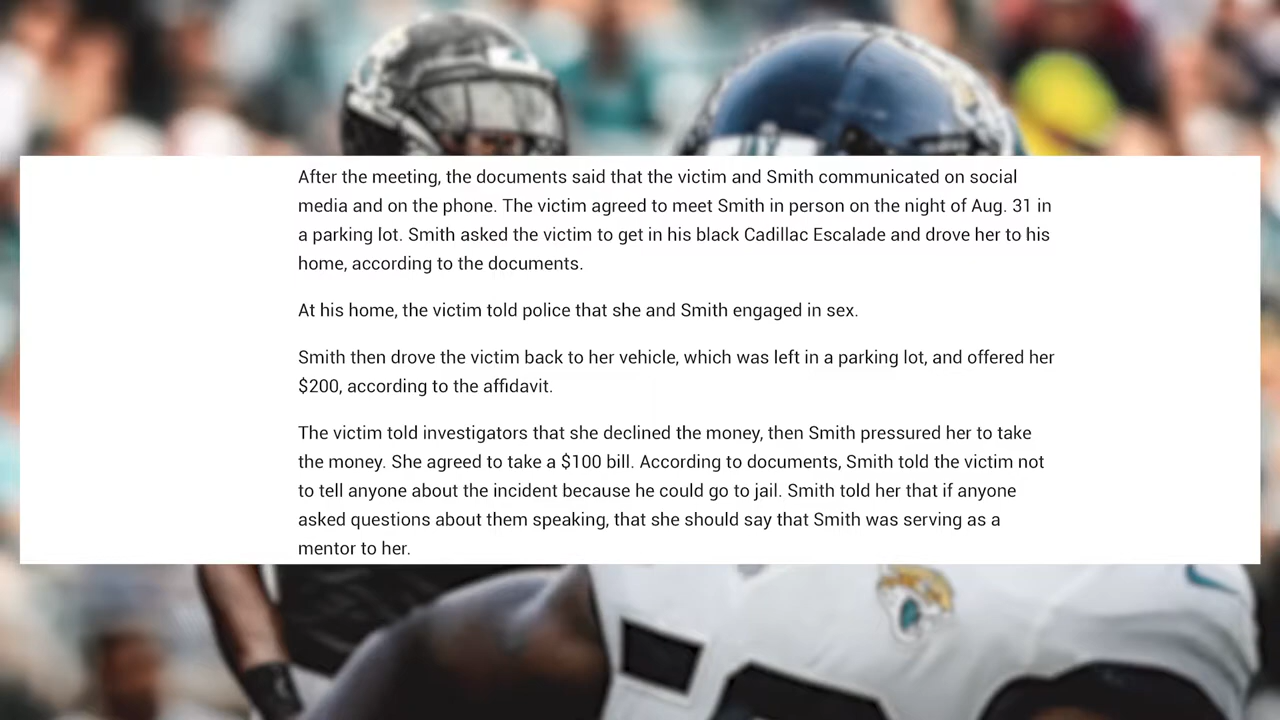 After the meeting, the documents said that the victim and Smith communicated on social
media and on the phone. The victim agreed to meet Smith in person on the night of Aug. 31 in
a parking lot. Smith asked the victim to get in his black Cadillac Escalade and drove her to his
home, according to the documents.
At his home, the victim told police that she and Smith engaged in sex.
Smith then drove the victim back to her vehicle, which was left in a parking lot, and offered her
$200, according to the affidavit.
The victim told investigators that she declined the money, then Smith pressured her to take
the money. She agreed to take a $100 bill. According to documents, Smith told the victim not
to tell anyone about the incident because he could go to jail. Smith told her that if anyone
asked questions about them speaking, that she should say that Smith was serving as a
mentor to her.